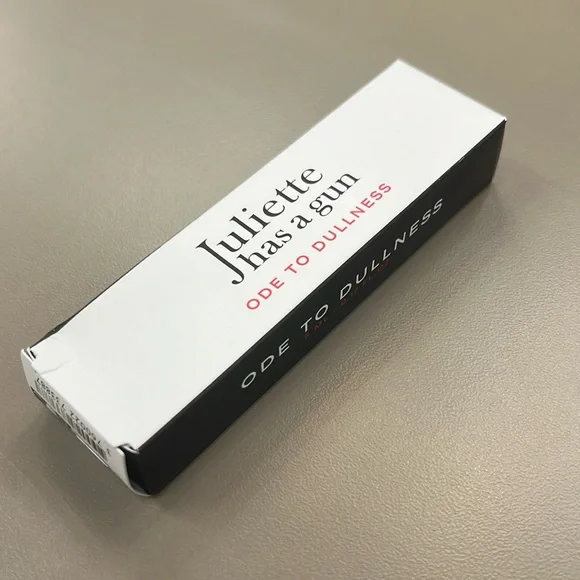 Juliette
has a gun
ODE TO DULLNESS
ODE TO DULLNESS